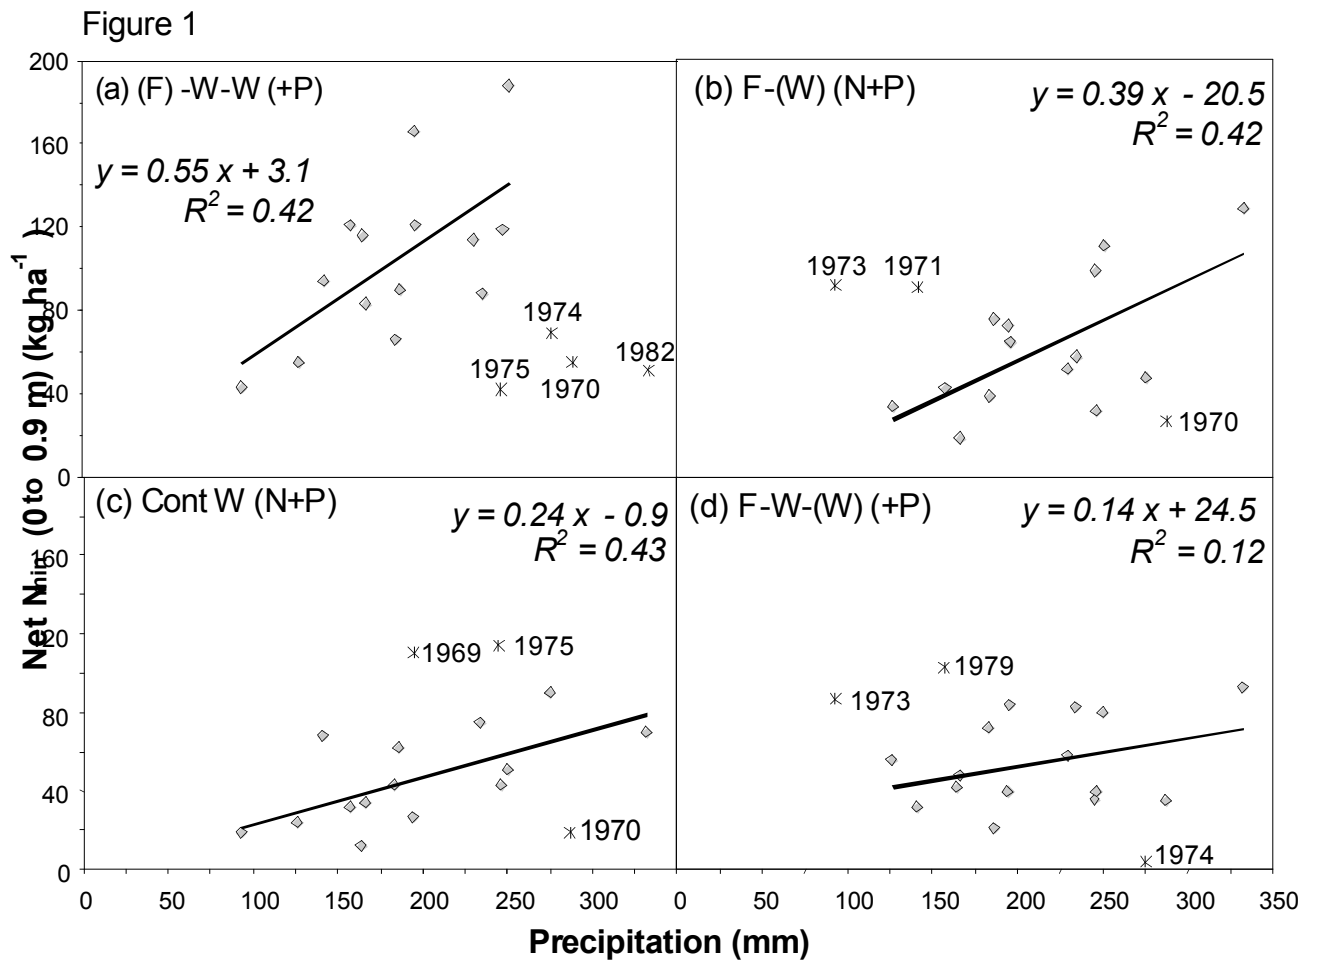 Figure 1
200
160
120
80
40
0
(a) (F) -W-W (+P)
y = 0.55 x + 3.1
R² = 0.42
1974
1975
1970
1982
(b) F-(W) (N+P)
y = 0.39 x - 20.5
R² = 0.42
1973
1971
1970
Net Nmin (0 to 0.9 m) (kg ha⁻¹)
160
120
80
40
0
(c) Cont W (N+P)
y = 0.24 x - 0.9
R² = 0.43
1969
1975
1970
(d) F-W-(W) (+P)
y = 0.14 x + 24.5
R² = 0.12
1979
1973
1974
0 50 100 150 200 250 300 0 50 100 150 200 250 300 350
Precipitation (mm)